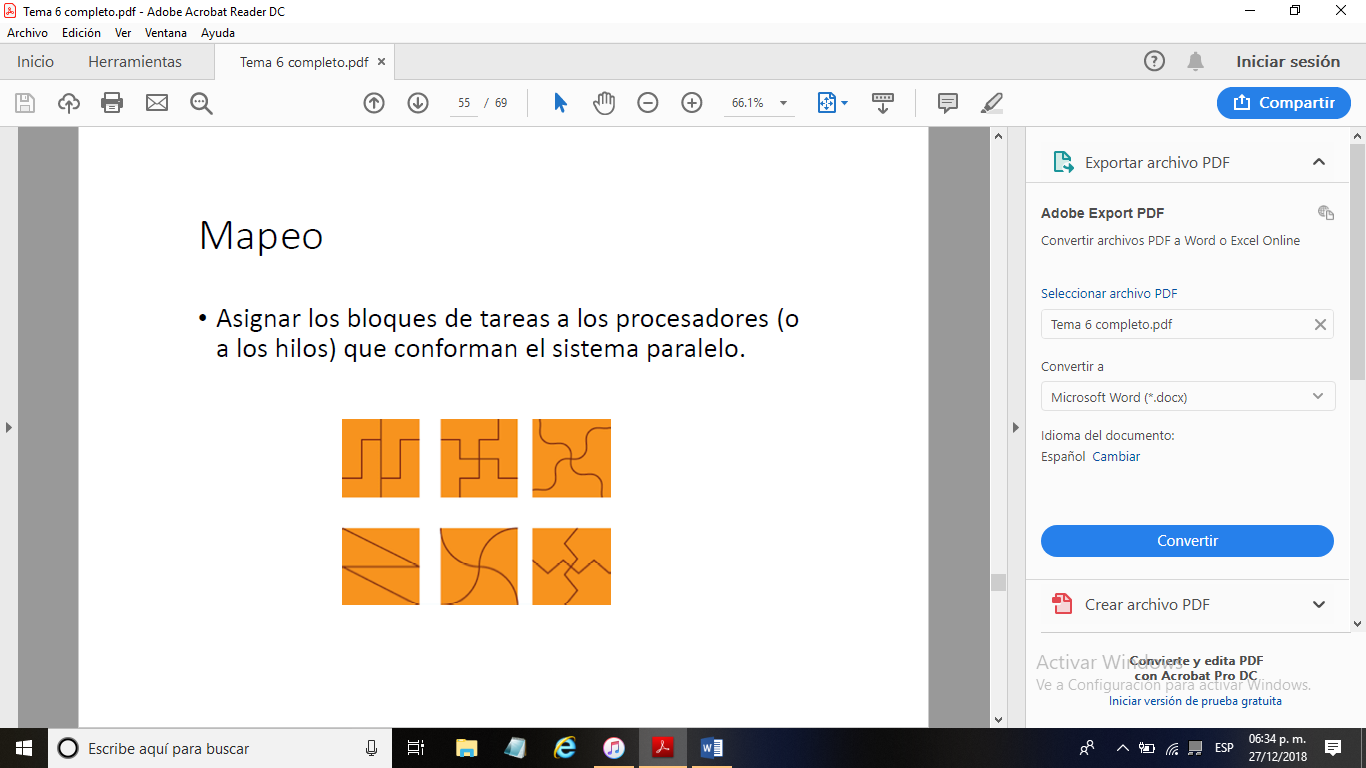 Tema 6 completo.pdf - Adobe Acrobat Reader DC
Archivo Edición Ver Ventana Ayuda
Inicio Herramientas Tema 6 completo.pdf × Iniciar sesión
55 / 69 66.1% Compartir
Mapeo
• Asignar los bloques de tareas a los procesadores (o
a los hilos) que conforman el sistema paralelo.
Exportar archivo PDF
Adobe Export PDF
Convertir archivos PDF a Word o Excel Online
Seleccionar archivo PDF
Tema 6 completo.pdf
Convertir a
Microsoft Word (*.docx)
Idioma del documento:
Español Cambiar
Convertir
Crear archivo PDF
Activar Windows
Convierte y edita PDF
con Acrobat Pro DC
Ve a Configuración para activar Windows.
Iniciar versión de prueba gratuita
Escribe aquí para buscar
ESP
06:34 p. m.
27/12/2018